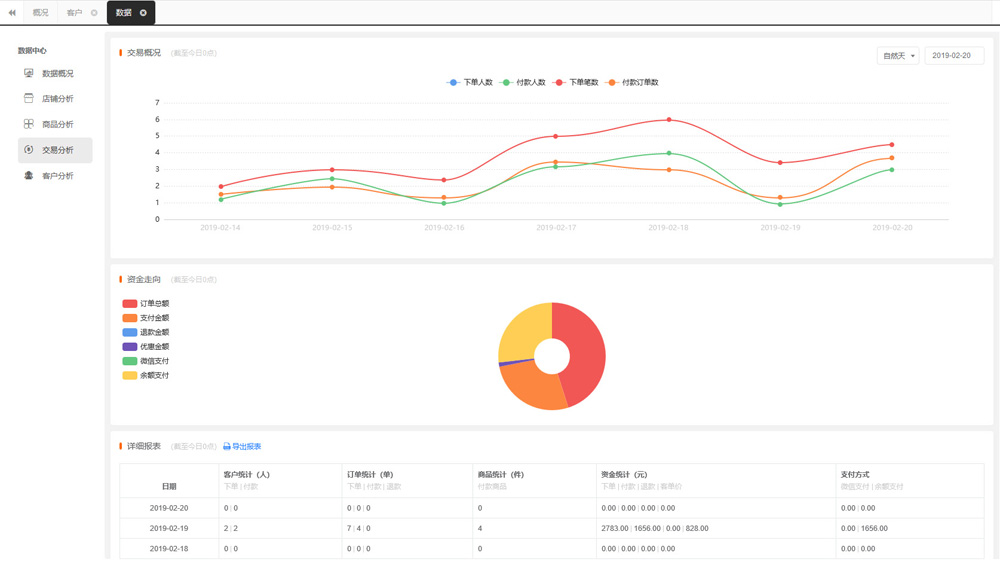 概况 客户 数据
数据中心
数据概况
店铺分析
商品分析
交易分析
客户分析
交易概况 (截至今日0点) 自然天 2019-02-20
下单人数 付款人数 下单笔数 付款订单数
7
6
5
4
3
2
1
0
2019-02-14 2019-02-15 2019-02-16 2019-02-17 2019-02-18 2019-02-19 2019-02-20
资金走向 (截至今日0点)
订单总额
支付金额
退款金额
优惠金额
微信支付
余额支付
详细报表 (截至今日0点) 导出报表
日期 客户统计（人） 订单统计（单） 商品统计（件） 资金统计（元） 支付方式
下单 | 付款 下单 | 付款 | 退款 付款商品 下单 | 付款 | 退款 | 客单价 微信支付 | 余额支付
2019-02-20 0 | 0 0 | 0 | 0 0 0.00 | 0.00 | 0.00 | 0.00 0.00 | 0.00
2019-02-19 2 | 2 7 | 4 | 0 4 2783.00 | 1656.00 | 0.00 | 828.00 0.00 | 1656.00
2019-02-18 0 | 0 0 | 0 | 0 0 0.00 | 0.00 | 0.00 | 0.00 0.00 | 0.00